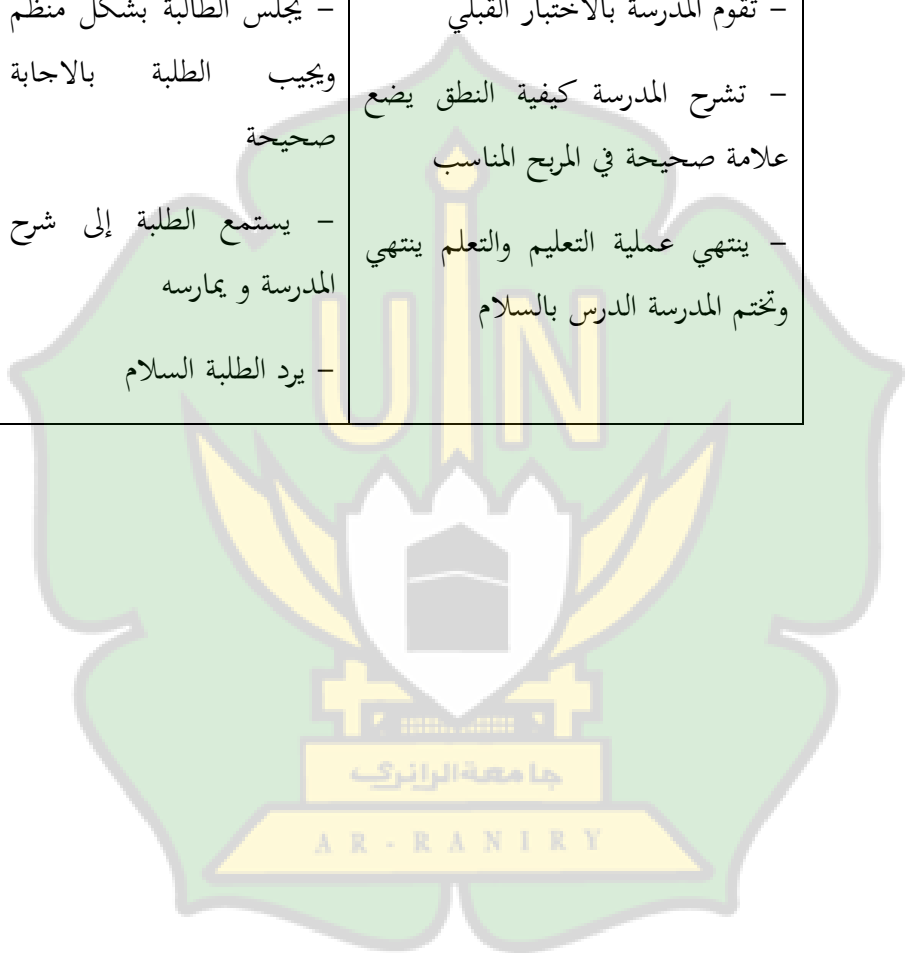 – تقوم المدرسة بالاختبار القبلي
– تشرح المدرسة كيفية النطق يضع
علامة صحيحة في المربح المناسب
– ينتهي عملية التعليم والتعلم ينتهي
وتختم المدرسة الدرس بالسلام
– يجلس الطالبة بشكل منظم
ويجيب الطلبة بالاجابة
صحيحة
– يستمع الطلبة إلى شرح
المدرسة و يمارسه
– يرد الطلبة السلام
UIN
جامعة الرانري
AR-RANIRY